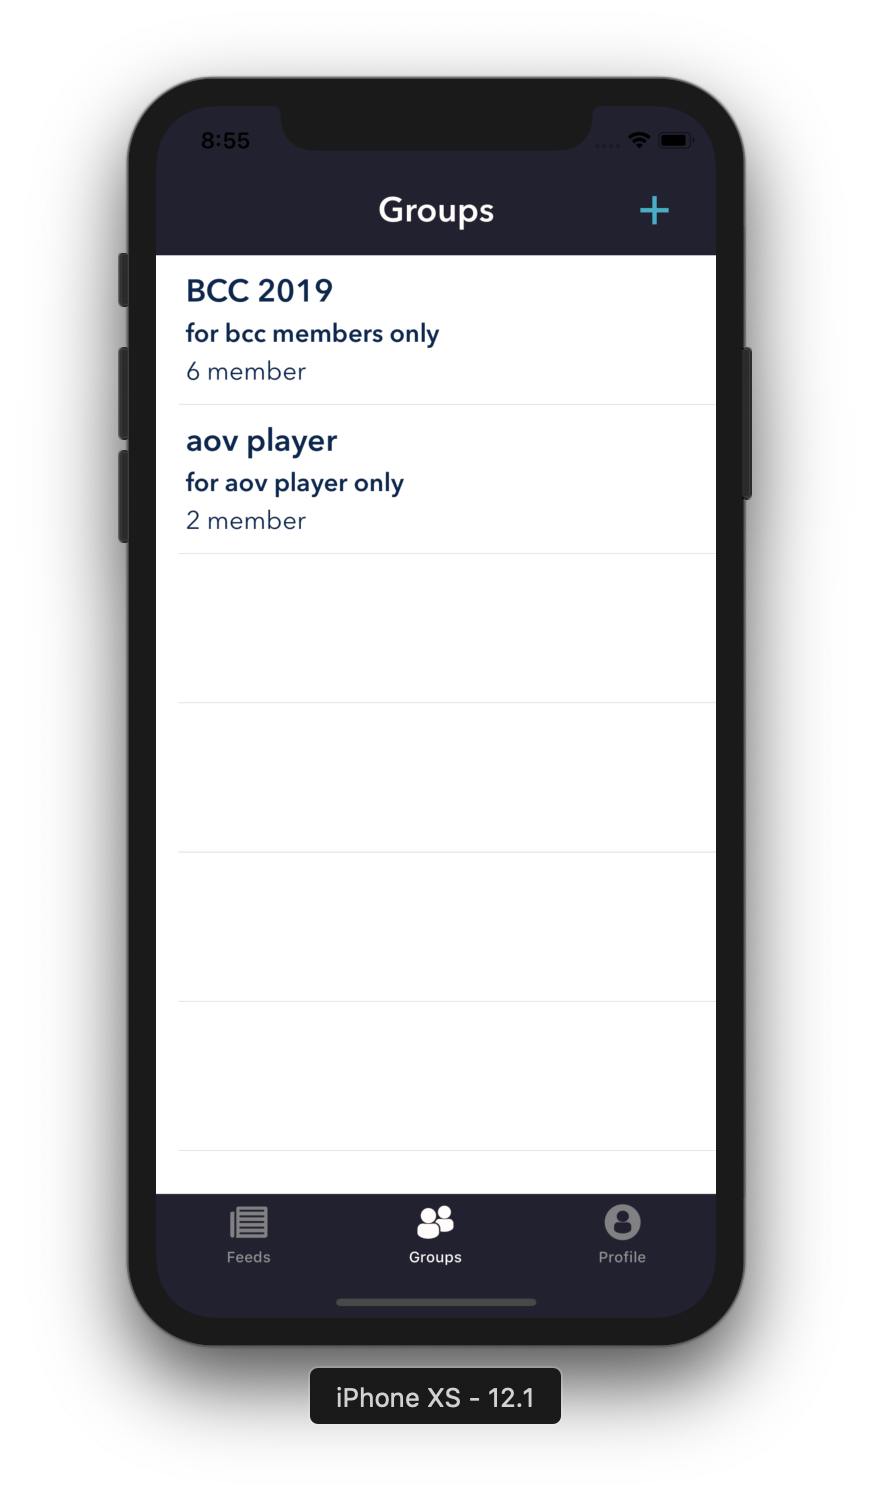 8:55
Groups
BCC 2019
for bcc members only
6 member
aov player
for aov player only
2 member
Feeds
Groups
Profile
iPhone XS - 12.1